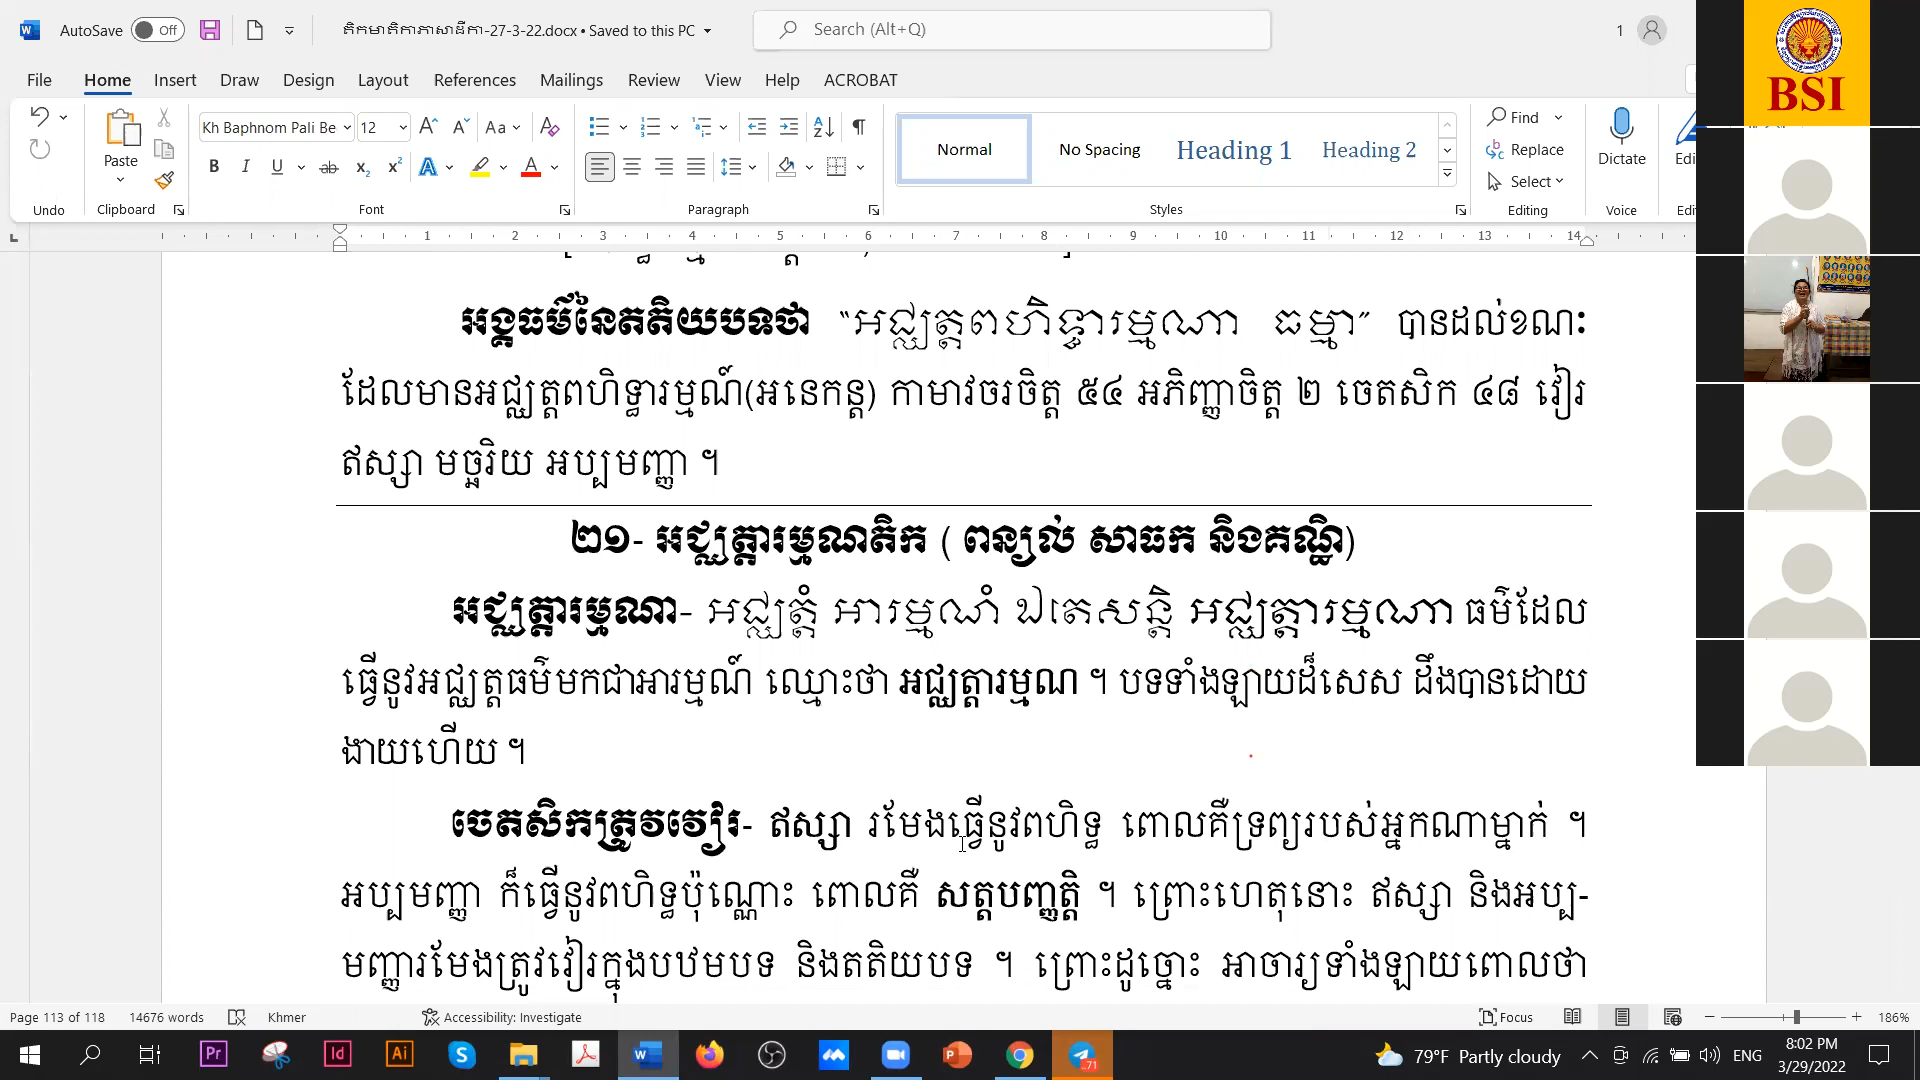 AutoSave Off តិកមាតិកាភាសាដីកា-27-3-22.docx • Saved to this PC Search (Alt+Q) 1
File Home Insert Draw Design Layout References Mailings Review View Help ACROBAT
Kh Baphnom Pali Be 12 Aa Normal No Spacing Heading 1 Heading 2 Find Replace Select
Paste Dictate
Undo Clipboard Font Paragraph Styles Editing Voice
1 2 3 4 5 6 7 8 9 10 11 12 13 14
អង្គធម៌នៃតតិយបទថា “អជ្ឈត្តពហិទ្ធារម្មណា ធម្មា” បានដល់ខណៈ
ដែលមានអជ្ឈត្តពហិទ្ធារម្មណ៍(អនេកន្ត) កាមាវចរចិត្ត ៥៤ អភិញ្ញាចិត្ត ២ ចេតសិក ៤៨ វៀរ
ឥស្សា មច្ឆរិយ អប្បមញ្ញា ។
២១- អជ្ឈត្តារម្មណតិក ( ពន្យល់ សាធក និងគណ្ឋិ)
អជ្ឈត្តារម្មណា- អជ្ឈត្តំ អារម្មណំ ឯតេសន្តិ អជ្ឈត្តារម្មណា ធម៌ដែល
ធ្វើនូវអជ្ឈត្តធម៌មកជាអារម្មណ៍ ឈ្មោះថា អជ្ឈត្តារម្មណ ។ បទទាំងឡាយដ៏សេស ដឹងបានដោយ
ងាយហើយ ។
ចេតសិកត្រូវវៀរ- ឥស្សា រមែងធ្វើនូវពហិទ្ធ ពោលគឺទ្រព្យរបស់អ្នកណាម្នាក់ ។
អប្បមញ្ញា ក៏ធ្វើនូវពហិទ្ធប៉ុណ្ណោះ ពោលគឺ សត្តបញ្ញត្តិ ។ ព្រោះហេតុនោះ ឥស្សា និងអប្ប-
មញ្ញារមែងត្រូវវៀរក្នុងបឋមបទ និងតតិយបទ ។ ព្រោះដូច្នោះ អាចារ្យទាំងឡាយពោលថា
Page 113 of 118 14676 words Khmer Accessibility: Investigate Focus 186%
79°F Partly cloudy ENG 8:02 PM
3/29/2022
BSI